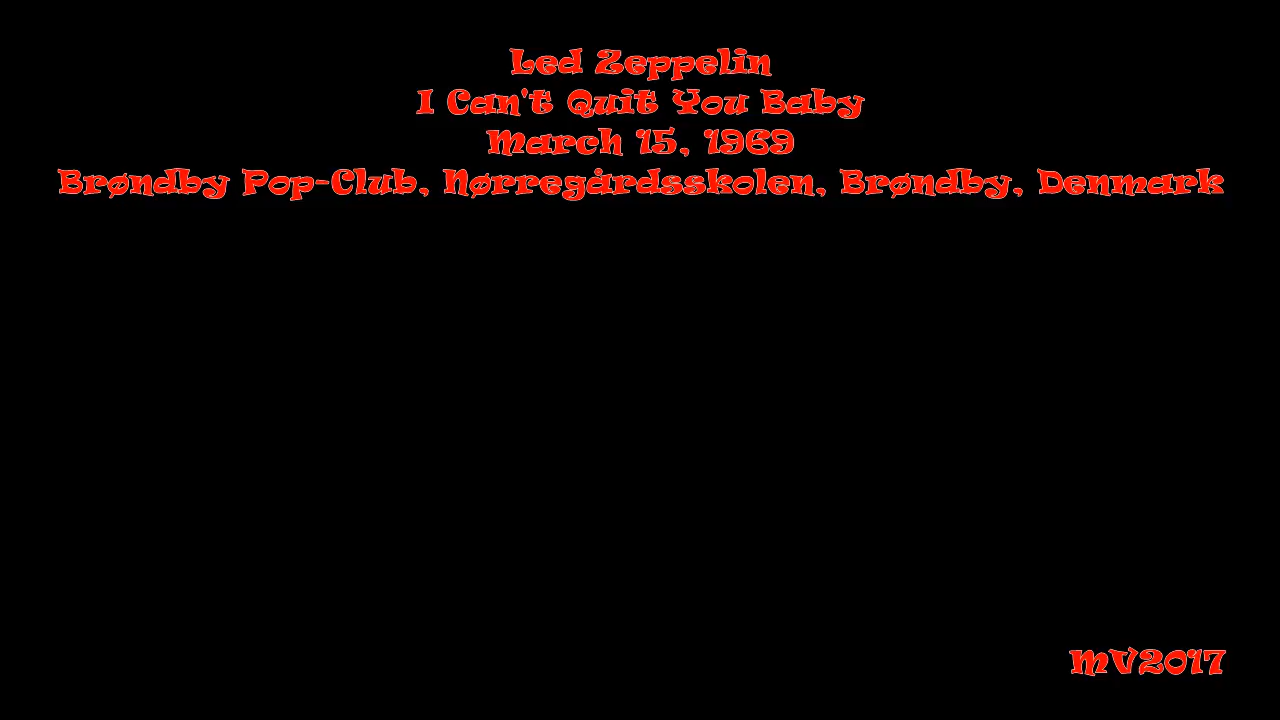 Led Zeppelin
I Can't Quit You Baby
March 15, 1969
Brøndby Pop-Club, Nørregårdsskolen, Brøndby, Denmark
mV2017